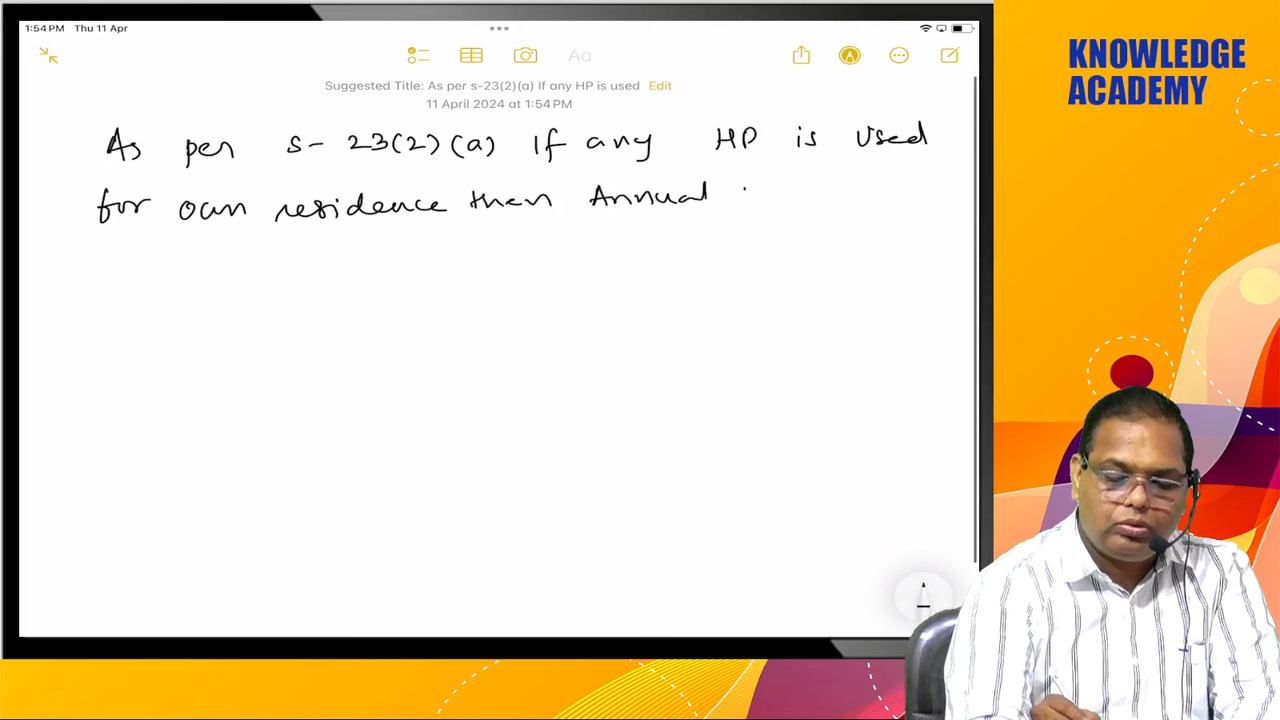 1:54 PM Thu 11 Apr
Aa
Suggested Title: As per s-23(2)(a) If any HP is used Edit
11 April 2024 at 1:54 PM
As per s-23(2)(a) If any HP is used
for own residence then Annual
KNOWLEDGE
ACADEMY